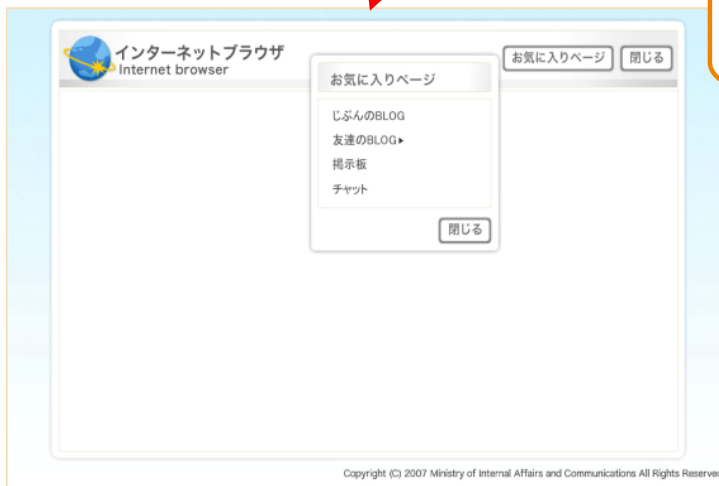 インターネットブラウザ
Internet browser
お気に入りページ
閉じる
お気に入りページ
じぶんのBLOG
友達のBLOG▶
掲示板
チャット
閉じる
Copyright (C) 2007 Ministry of Internal Affairs and Communications All Rights Reserved